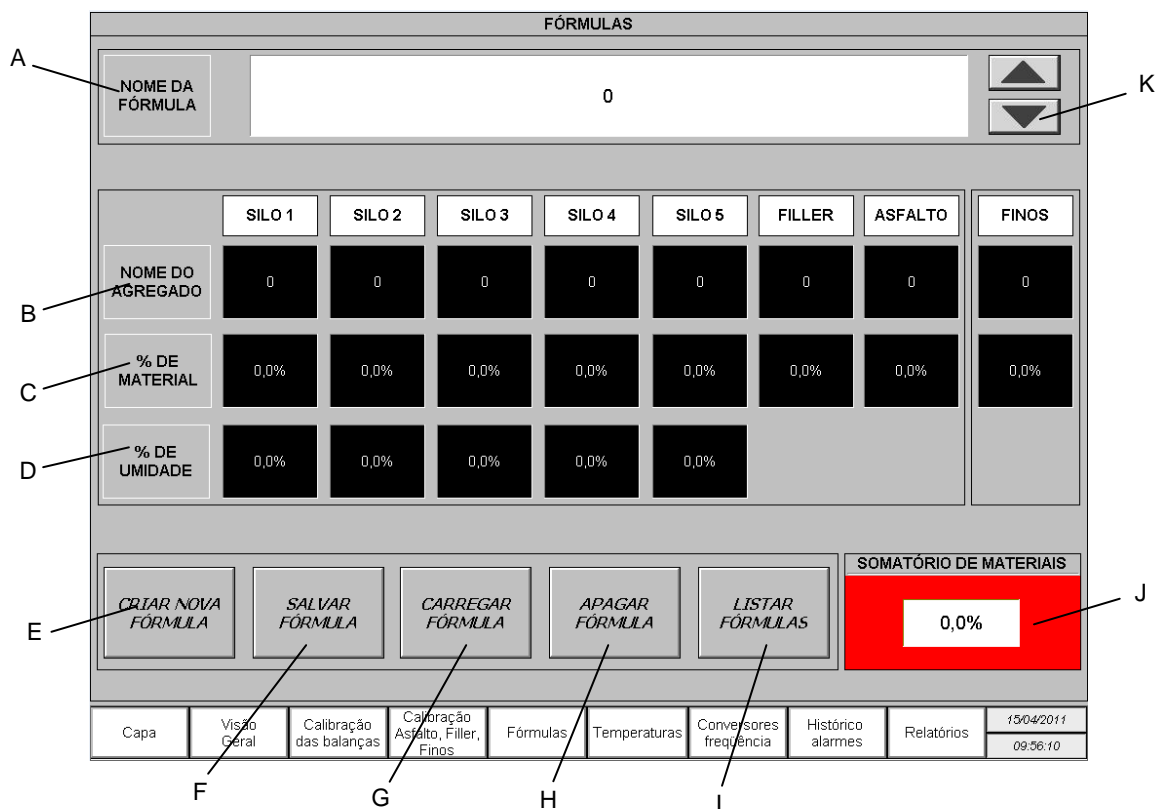 FÓRMULAS
A
NOME DA
FÓRMULA
0
K
SILO 1 SILO 2 SILO 3 SILO 4 SILO 5 FILLER ASFALTO FINOS
B
NOME DO
AGREGADO
0 0 0 0 0 0 0 0
C
% DE
MATERIAL
0,0% 0,0% 0,0% 0,0% 0,0% 0,0% 0,0% 0,0%
D
% DE
UMIDADE
0,0% 0,0% 0,0% 0,0% 0,0%
E
CRIAR NOVA
FÓRMULA
SALVAR
FÓRMULA
CARREGAR
FÓRMULA
APAGAR
FÓRMULA
LISTAR
FÓRMULAS
SOMATÓRIO DE MATERIAIS
0,0%
J
Capa
Visão
Geral
Calibração
das balanças
Calibração
Asfalto, Filler,
Finos
Fórmulas
Temperaturas
Conversores
freqüência
Histórico
alarmes
Relatórios
15/04/2011
09:56:10
F G H I